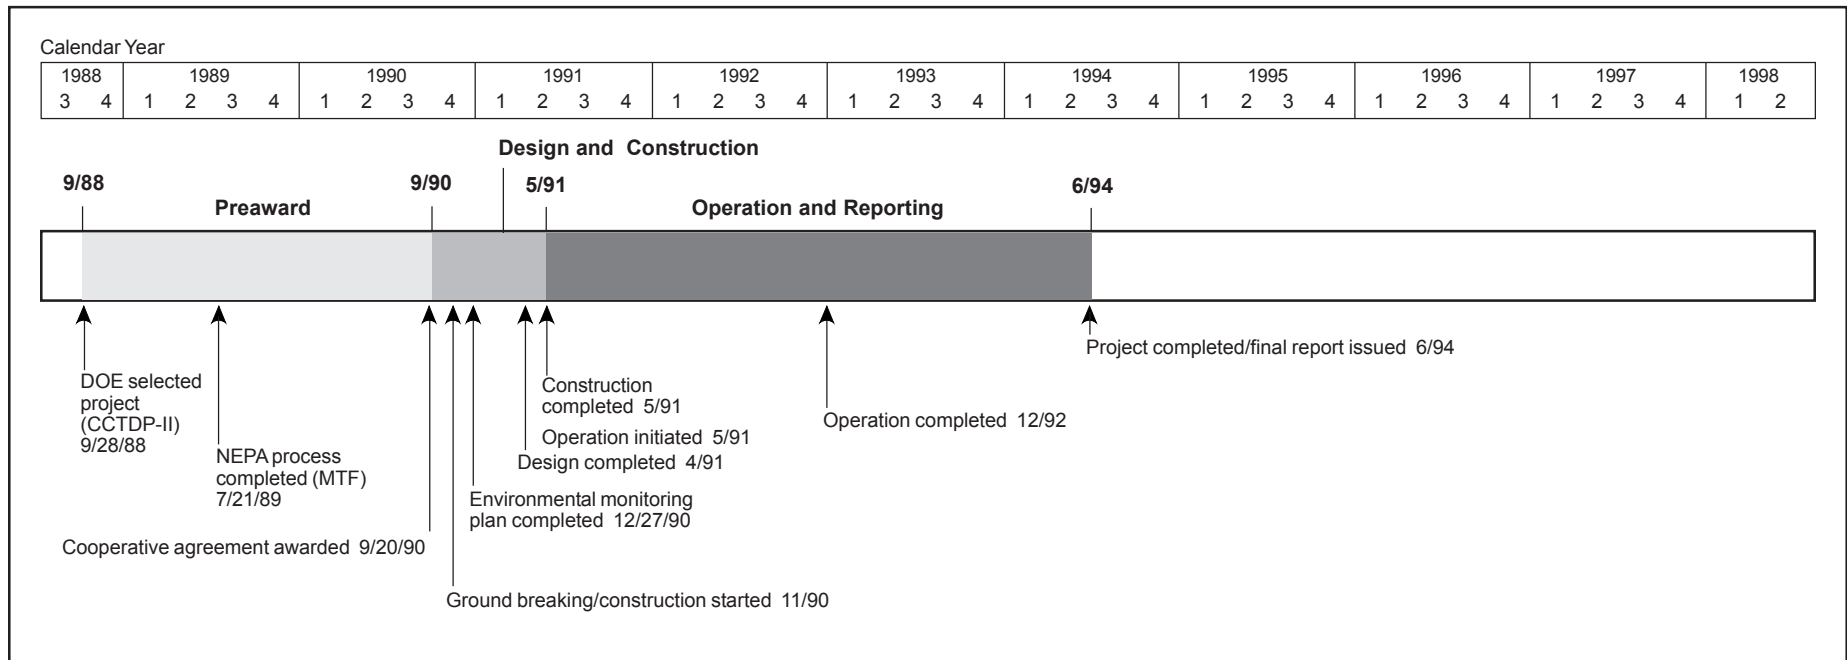 Calendar Year
1988 1989 1990 1991 1992 1993 1994 1995 1996 1997 1998
3 4 1 2 3 4 1 2 3 4 1 2 3 4 1 2 3 4 1 2 3 4 1 2 3 4 1 2 3 4 1 2 3 4 1 2 3 4 1 2
Design and Construction
9/88 9/90 5/91 6/94
Preaward Operation and Reporting
Project completed/final report issued 6/94
DOE selected
project
(CCTDP-II)
9/28/88
Construction
completed 5/91
Operation completed 12/92
Operation initiated 5/91
Design completed 4/91
NEPA process
completed (MTF)
7/21/89
Environmental monitoring
plan completed 12/27/90
Cooperative agreement awarded 9/20/90
Ground breaking/construction started 11/90